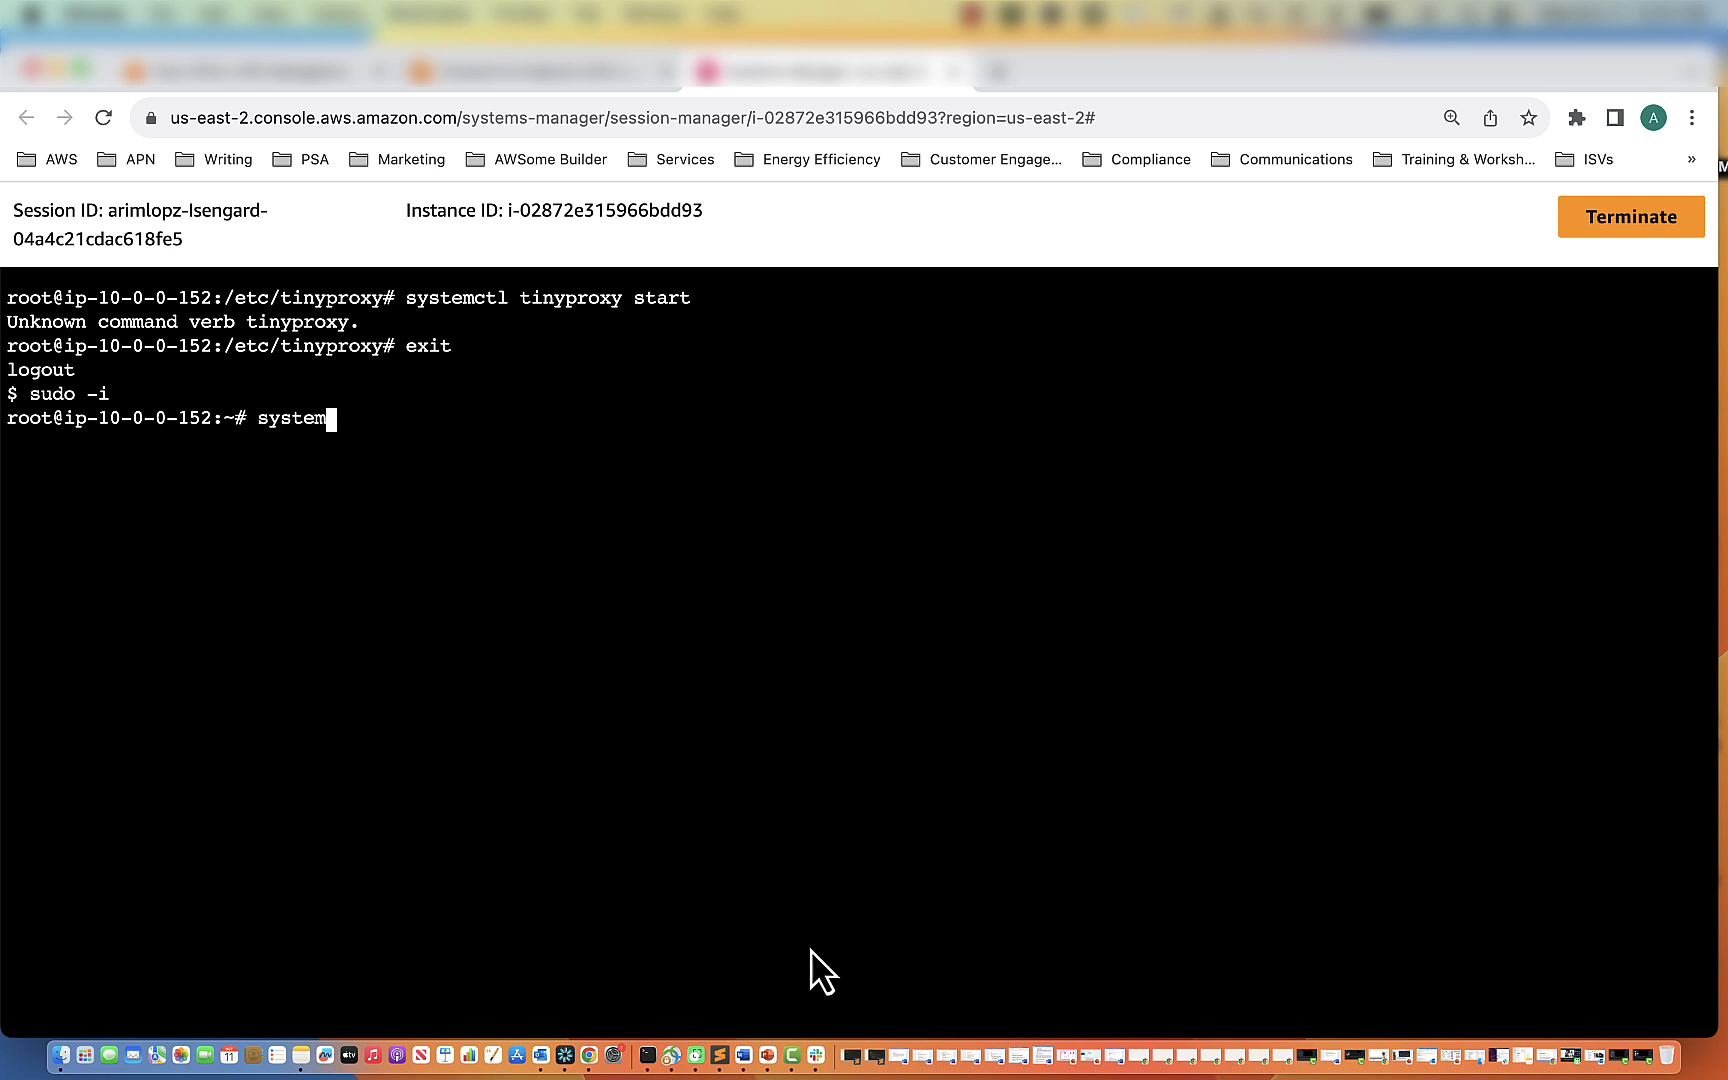 us-east-2.console.aws.amazon.com/systems-manager/session-manager/i-02872e315966bdd93?region=us-east-2#
A
AWS APN Writing PSA Marketing AWSome Builder Services Energy Efficiency Customer Engage... Compliance Communications Training & Worksh... ISVs »
Session ID: arimlopz-Isengard-
04a4c21cdac618fe5
Instance ID: i-02872e315966bdd93
Terminate
root@ip-10-0-0-152:/etc/tinyproxy# systemctl tinyproxy start
Unknown command verb tinyproxy.
root@ip-10-0-0-152:/etc/tinyproxy# exit
logout
$ sudo -i
root@ip-10-0-0-152:~# system